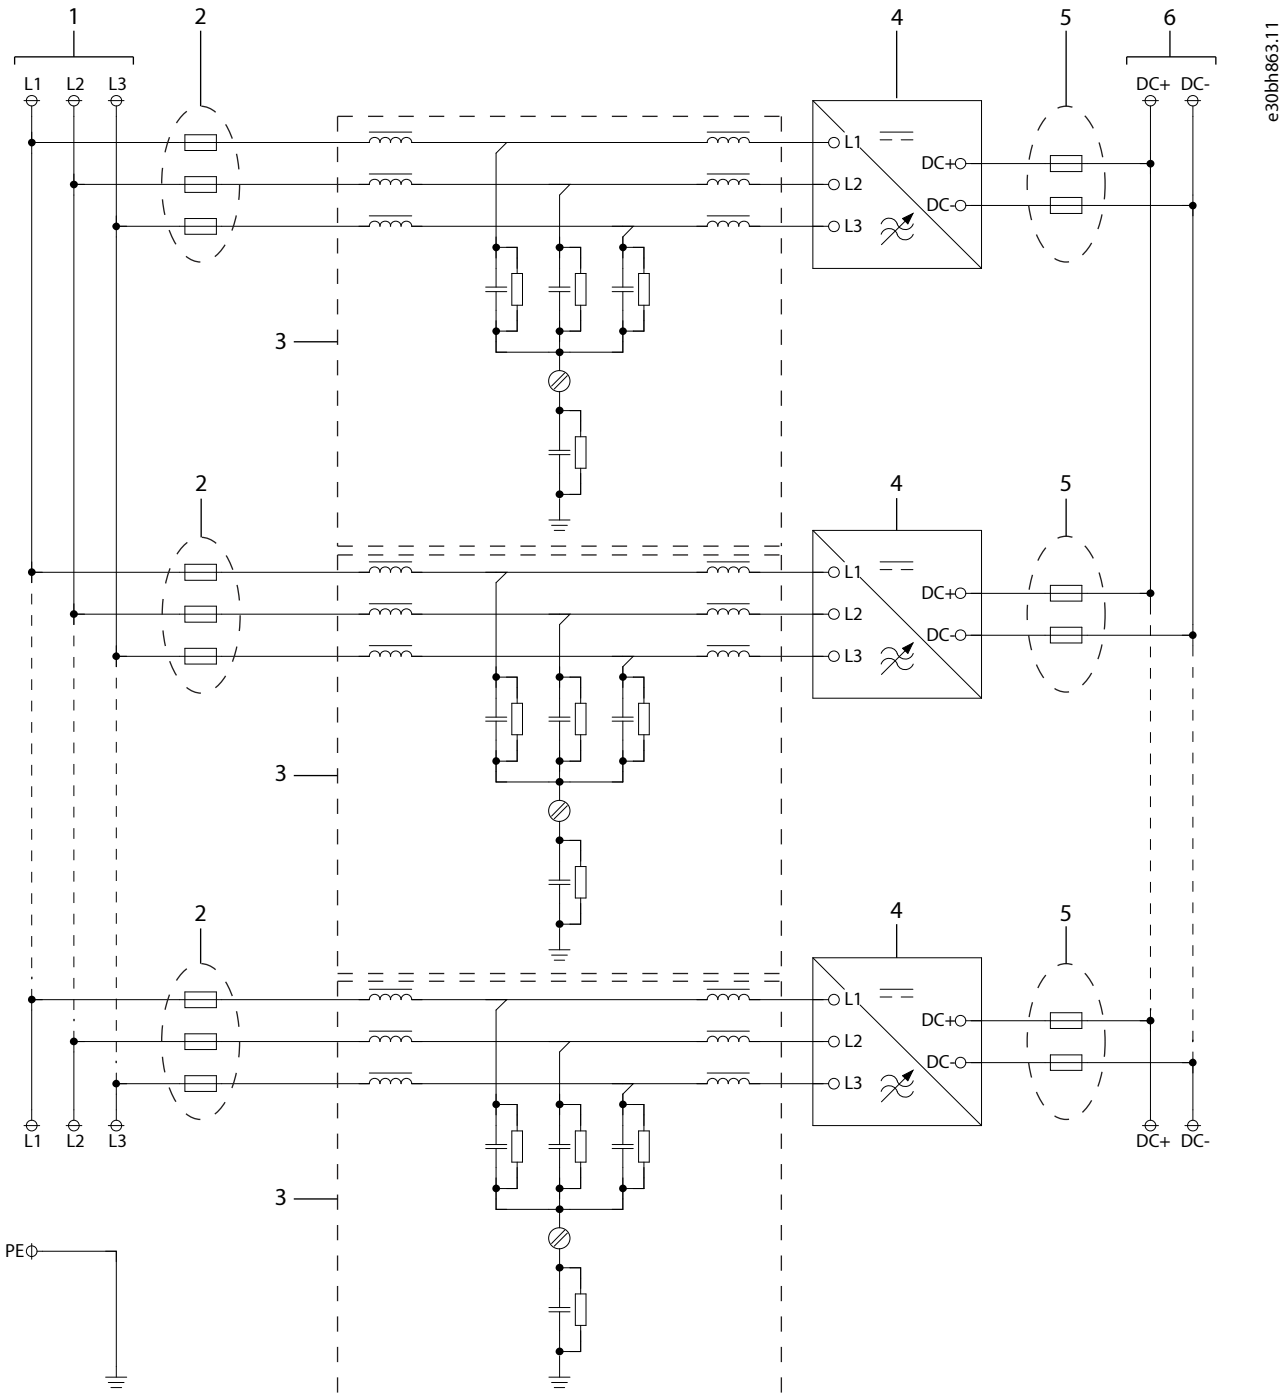 1 2 4 5 6
e30bh863.11
L1 L2 L3 DC+ DC-
L1
DC+
L2
DC-
L3
3
2 4 5
L1
DC+
L2
DC-
L3
3
2 4 5
L1
DC+
L2
DC-
L3
L1 L2 L3 DC+ DC-
3
PE